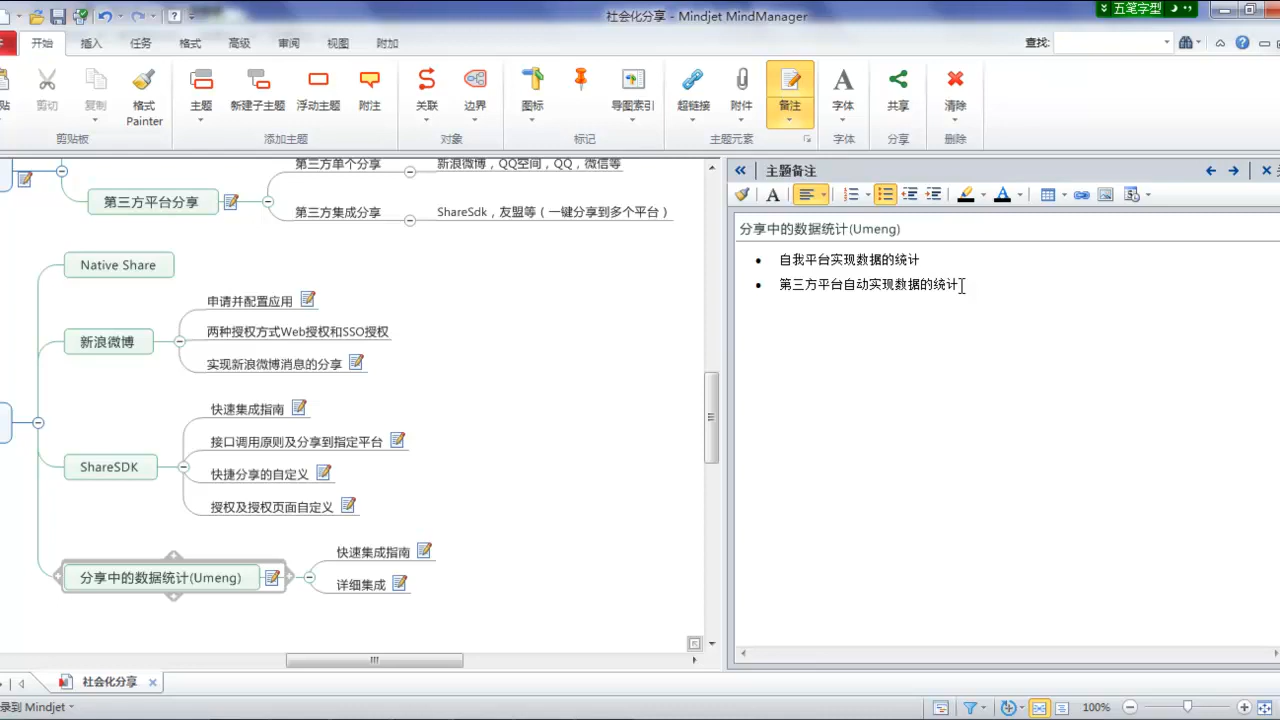 社会化分享 - Mindjet MindManager
五笔字型
开始 插入 任务 格式 高级 审阅 视图 附加
查找:
贴 剪切 复制 格式 Painter
主题 新建子主题 浮动主题 附注
关联 边界
图标 导图索引
超链接 附件 备注
字体 共享 清除
剪贴板 添加主题 对象 标记 主题元素 字体 分享 删除
第三方单个分享 新浪微博，QQ空间，QQ，微信等
第三方平台分享
第三方集成分享 ShareSdk，友盟等（一键分享到多个平台）
Native Share
申请并配置应用
新浪微博 两种授权方式Web授权和SSO授权
实现新浪微博消息的分享
快速集成指南
接口调用原则及分享到指定平台
ShareSDK
快捷分享的自定义
授权及授权页面自定义
快速集成指南
分享中的数据统计(Umeng)
详细集成
主题备注
分享中的数据统计(Umeng)
• 自我平台实现数据的统计
• 第三方平台自动实现数据的统计
社会化分享
录到 Mindjet
100%